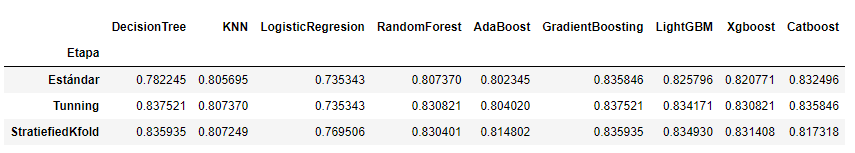 DecisionTree KNN LogisticRegresion RandomForest AdaBoost GradientBoosting LightGBM Xgboost Catboost
Etapa
Estándar 0.782245 0.805695 0.735343 0.807370 0.802345 0.835846 0.825796 0.820771 0.832496
Tunning 0.837521 0.807370 0.735343 0.830821 0.804020 0.837521 0.834171 0.830821 0.835846
StratiefiedKfold 0.835935 0.807249 0.769506 0.830401 0.814802 0.835935 0.834930 0.831408 0.817318